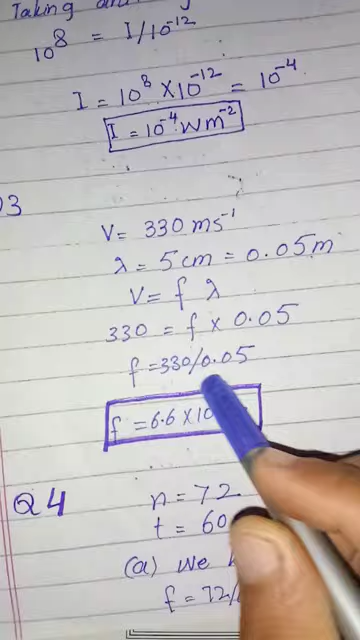 Taking
10^8 = I/10^-12
I = 10^8 × 10^-12 = 10^-4
I = 10^-4 Wm^-2
03
V = 330 ms^-1
λ = 5 cm = 0.05 m
V = f λ
330 = f × 0.05
f = 330/0.05
f = 6.6 × 10
Q4
n = 72
t = 60
(a) We
f = 72/